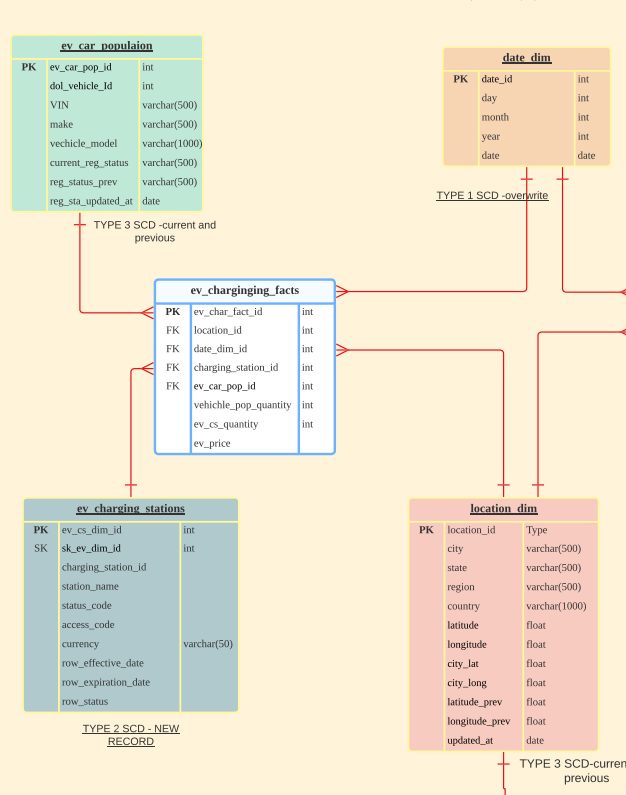 ev_car_populaion
PK ev_car_pop_id int
dol_vehicle_Id int
VIN varchar(500)
make varchar(500)
vechicle_model varchar(1000)
current_reg_status varchar(500)
reg_status_prev varchar(500)
reg_sta_updated_at date
TYPE 3 SCD -current and
previous
date_dim
PK date_id int
day int
month int
year int
date date
TYPE 1 SCD -overwrite
ev_charginging_facts
PK ev_char_fact_id int
FK location_id int
FK date_dim_id int
FK charging_station_id int
FK ev_car_pop_id int
vehichle_pop_quantity int
ev_cs_quantity int
ev_price
ev_charging_stations
PK ev_cs_dim_id int
SK sk_ev_dim_id int
charging_station_id
station_name
status_code
access_code
currency varchar(50)
row_effective_date
row_expiration_date
row_status
TYPE 2 SCD - NEW
RECORD
location_dim
PK location_id Type
city varchar(500)
state varchar(500)
region varchar(500)
country varchar(1000)
latitude float
longitude float
city_lat float
city_long float
latitude_prev float
longitude_prev float
updated_at date
TYPE 3 SCD-curren
previous